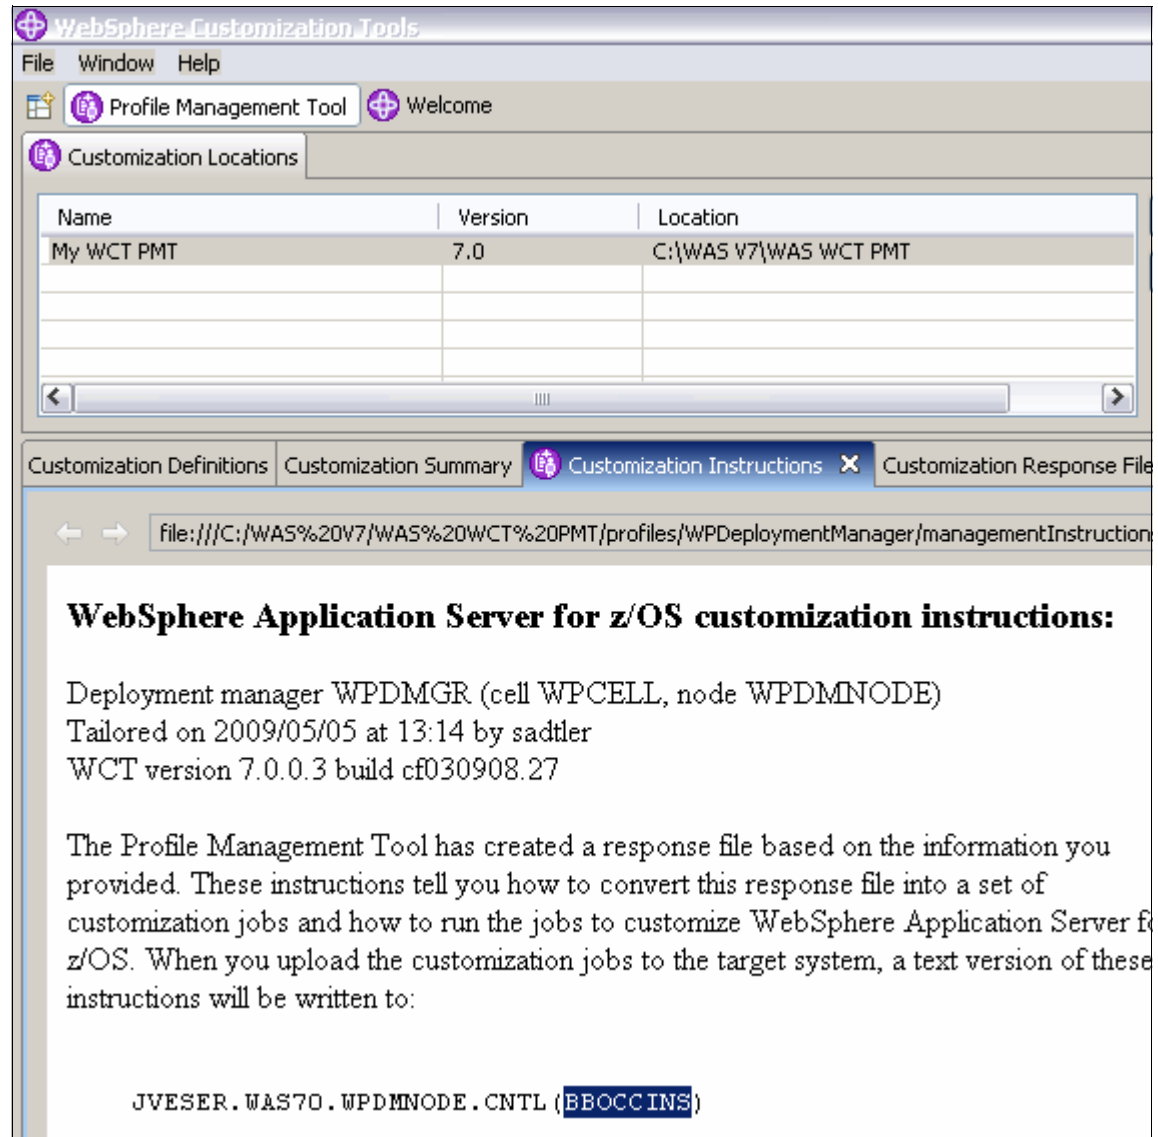 WebSphere Customization Tools
File Window Help
Profile Management Tool Welcome
Customization Locations
Name Version Location
My WCT PMT 7.0 C:\WAS V7\WAS WCT PMT
Customization Definitions Customization Summary Customization Instructions Customization Response File
file:///C:/WAS%20V7/WAS%20WCT%20PMT/profiles/WPDeploymentManager/managementInstruction
WebSphere Application Server for z/OS customization instructions:
Deployment manager WPDMGR (cell WPCELL, node WPDMNODE)
Tailored on 2009/05/05 at 13:14 by sadtler
WCT version 7.0.0.3 build cf030908.27
The Profile Management Tool has created a response file based on the information you
provided. These instructions tell you how to convert this response file into a set of
customization jobs and how to run the jobs to customize WebSphere Application Server fo
z/OS. When you upload the customization jobs to the target system, a text version of these
instructions will be written to:
JVESER.WAS70.WPDMNODE.CNTL(BBOCCINS)